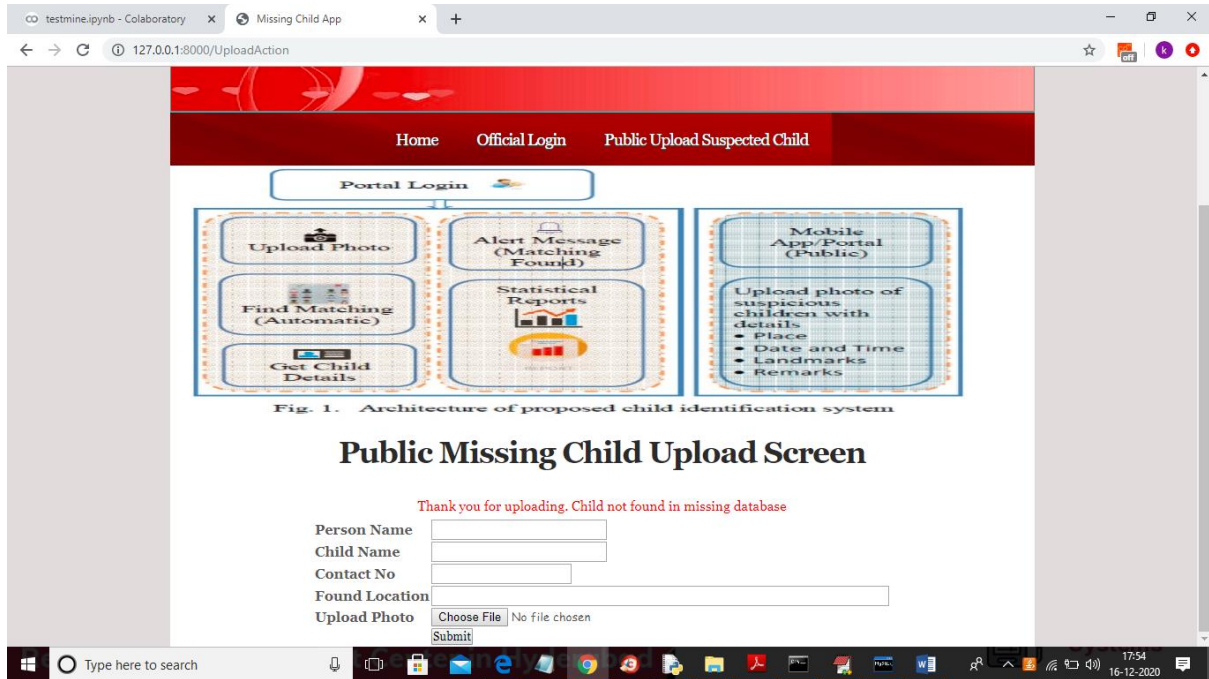 testmine.ipynb - Colaboratory
Missing Child App
127.0.0.1:8000/UploadAction
off
k
Home Official Login Public Upload Suspected Child
Portal Login
Upload Photo
Find Matching
(Automatic)
Get Child
Details
Alert Message
(Matching
Found)
Statistical
Reports
Mobile
App/Portal
(Public)
Upload photo of
suspicious
children with
details
• Place
• Date and Time
• Landmarks
• Remarks
Fig. 1. Architecture of proposed child identification system
Public Missing Child Upload Screen
Thank you for uploading. Child not found in missing database
Person Name
Child Name
Contact No
Found Location
Upload Photo Choose File No file chosen
Submit
Type here to search
17:54
16-12-2020